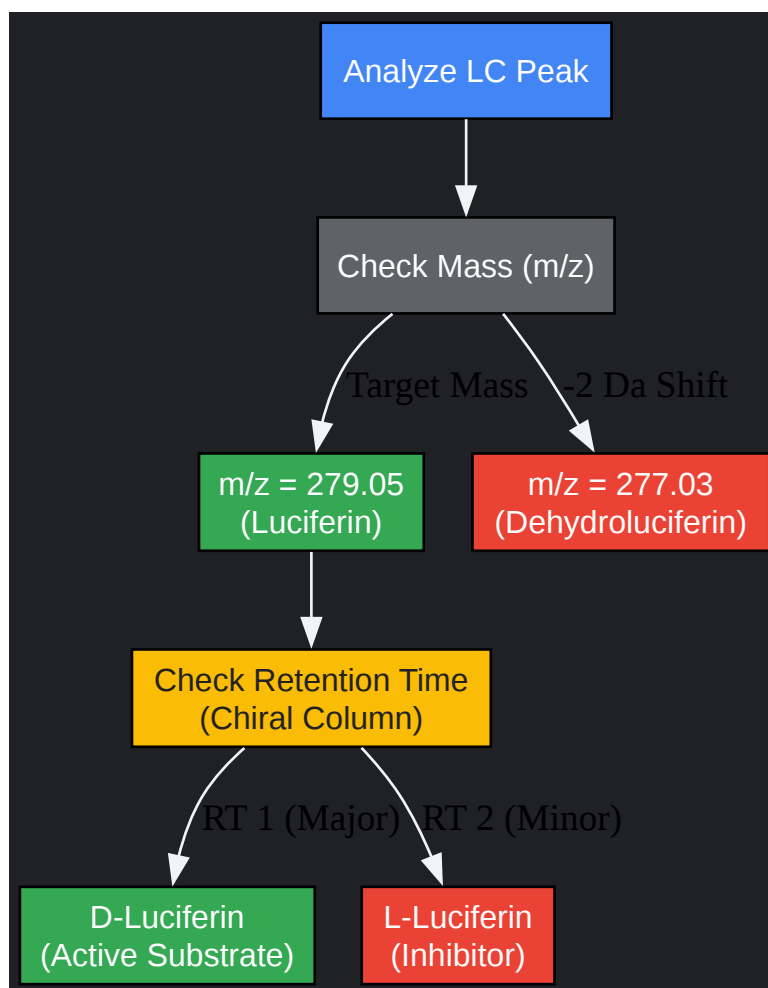 Analyze LC Peak
Check Mass (m/z)
Target Mass
-2 Da Shift
m/z = 279.05
(Luciferin)
m/z = 277.03
(Dehydroluciferin)
Check Retention Time
(Chiral Column)
RT 1 (Major)
RT 2 (Minor)
D-Luciferin
(Active Substrate)
L-Luciferin
(Inhibitor)